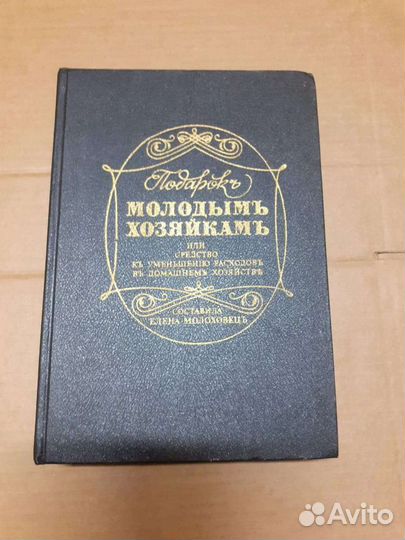 Подарокъ
МОЛОДЫМЪ
ХОЗЯЙКАМЪ
ИЛИ
СРЕДСТВО
КЪ УМЕНЬШЕНІЮ РАСХОДОВЪ
ВЪ ДОМАШНЕМЪ ХОЗЯЙСТВѢ
СОСТАВИЛА
ЕЛЕНА МОЛОХОВЕЦЪ
Avito